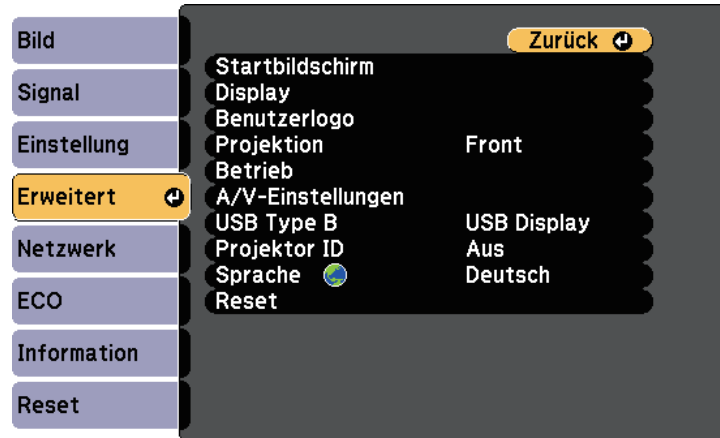 Bild
Signal
Einstellung
Erweitert
Netzwerk
ECO
Information
Reset
Zurück
Startbildschirm
Display
Benutzerlogo
Projektion Front
Betrieb
A/V-Einstellungen
USB Type B USB Display
Projektor ID Aus
Sprache Deutsch
Reset